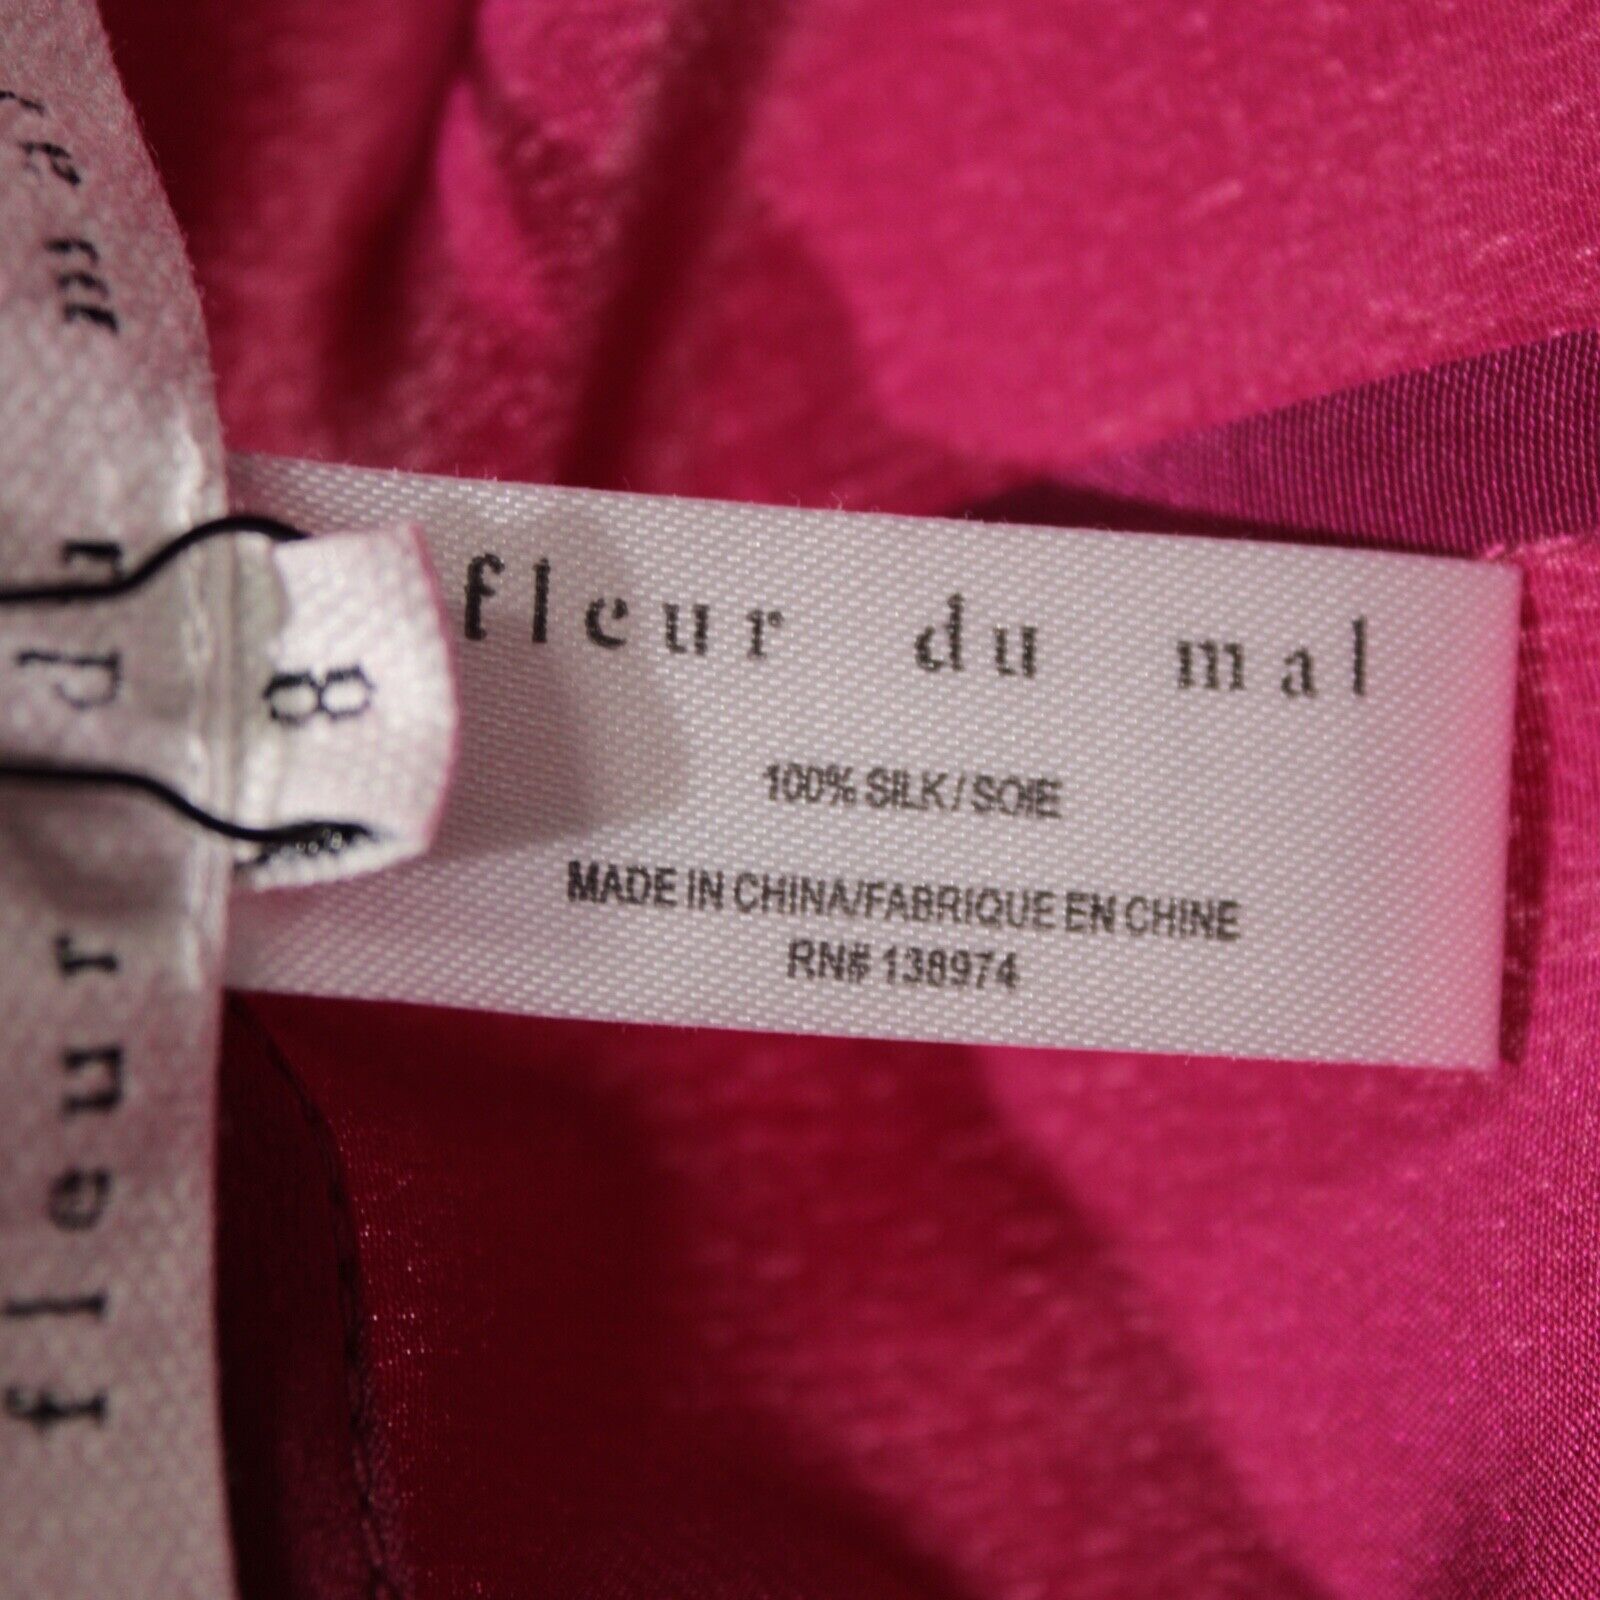 fleur du mal
8
fleur du mal
100% SILK/SOIE
MADE IN CHINA/FABRIQUE EN CHINE
RN# 138974